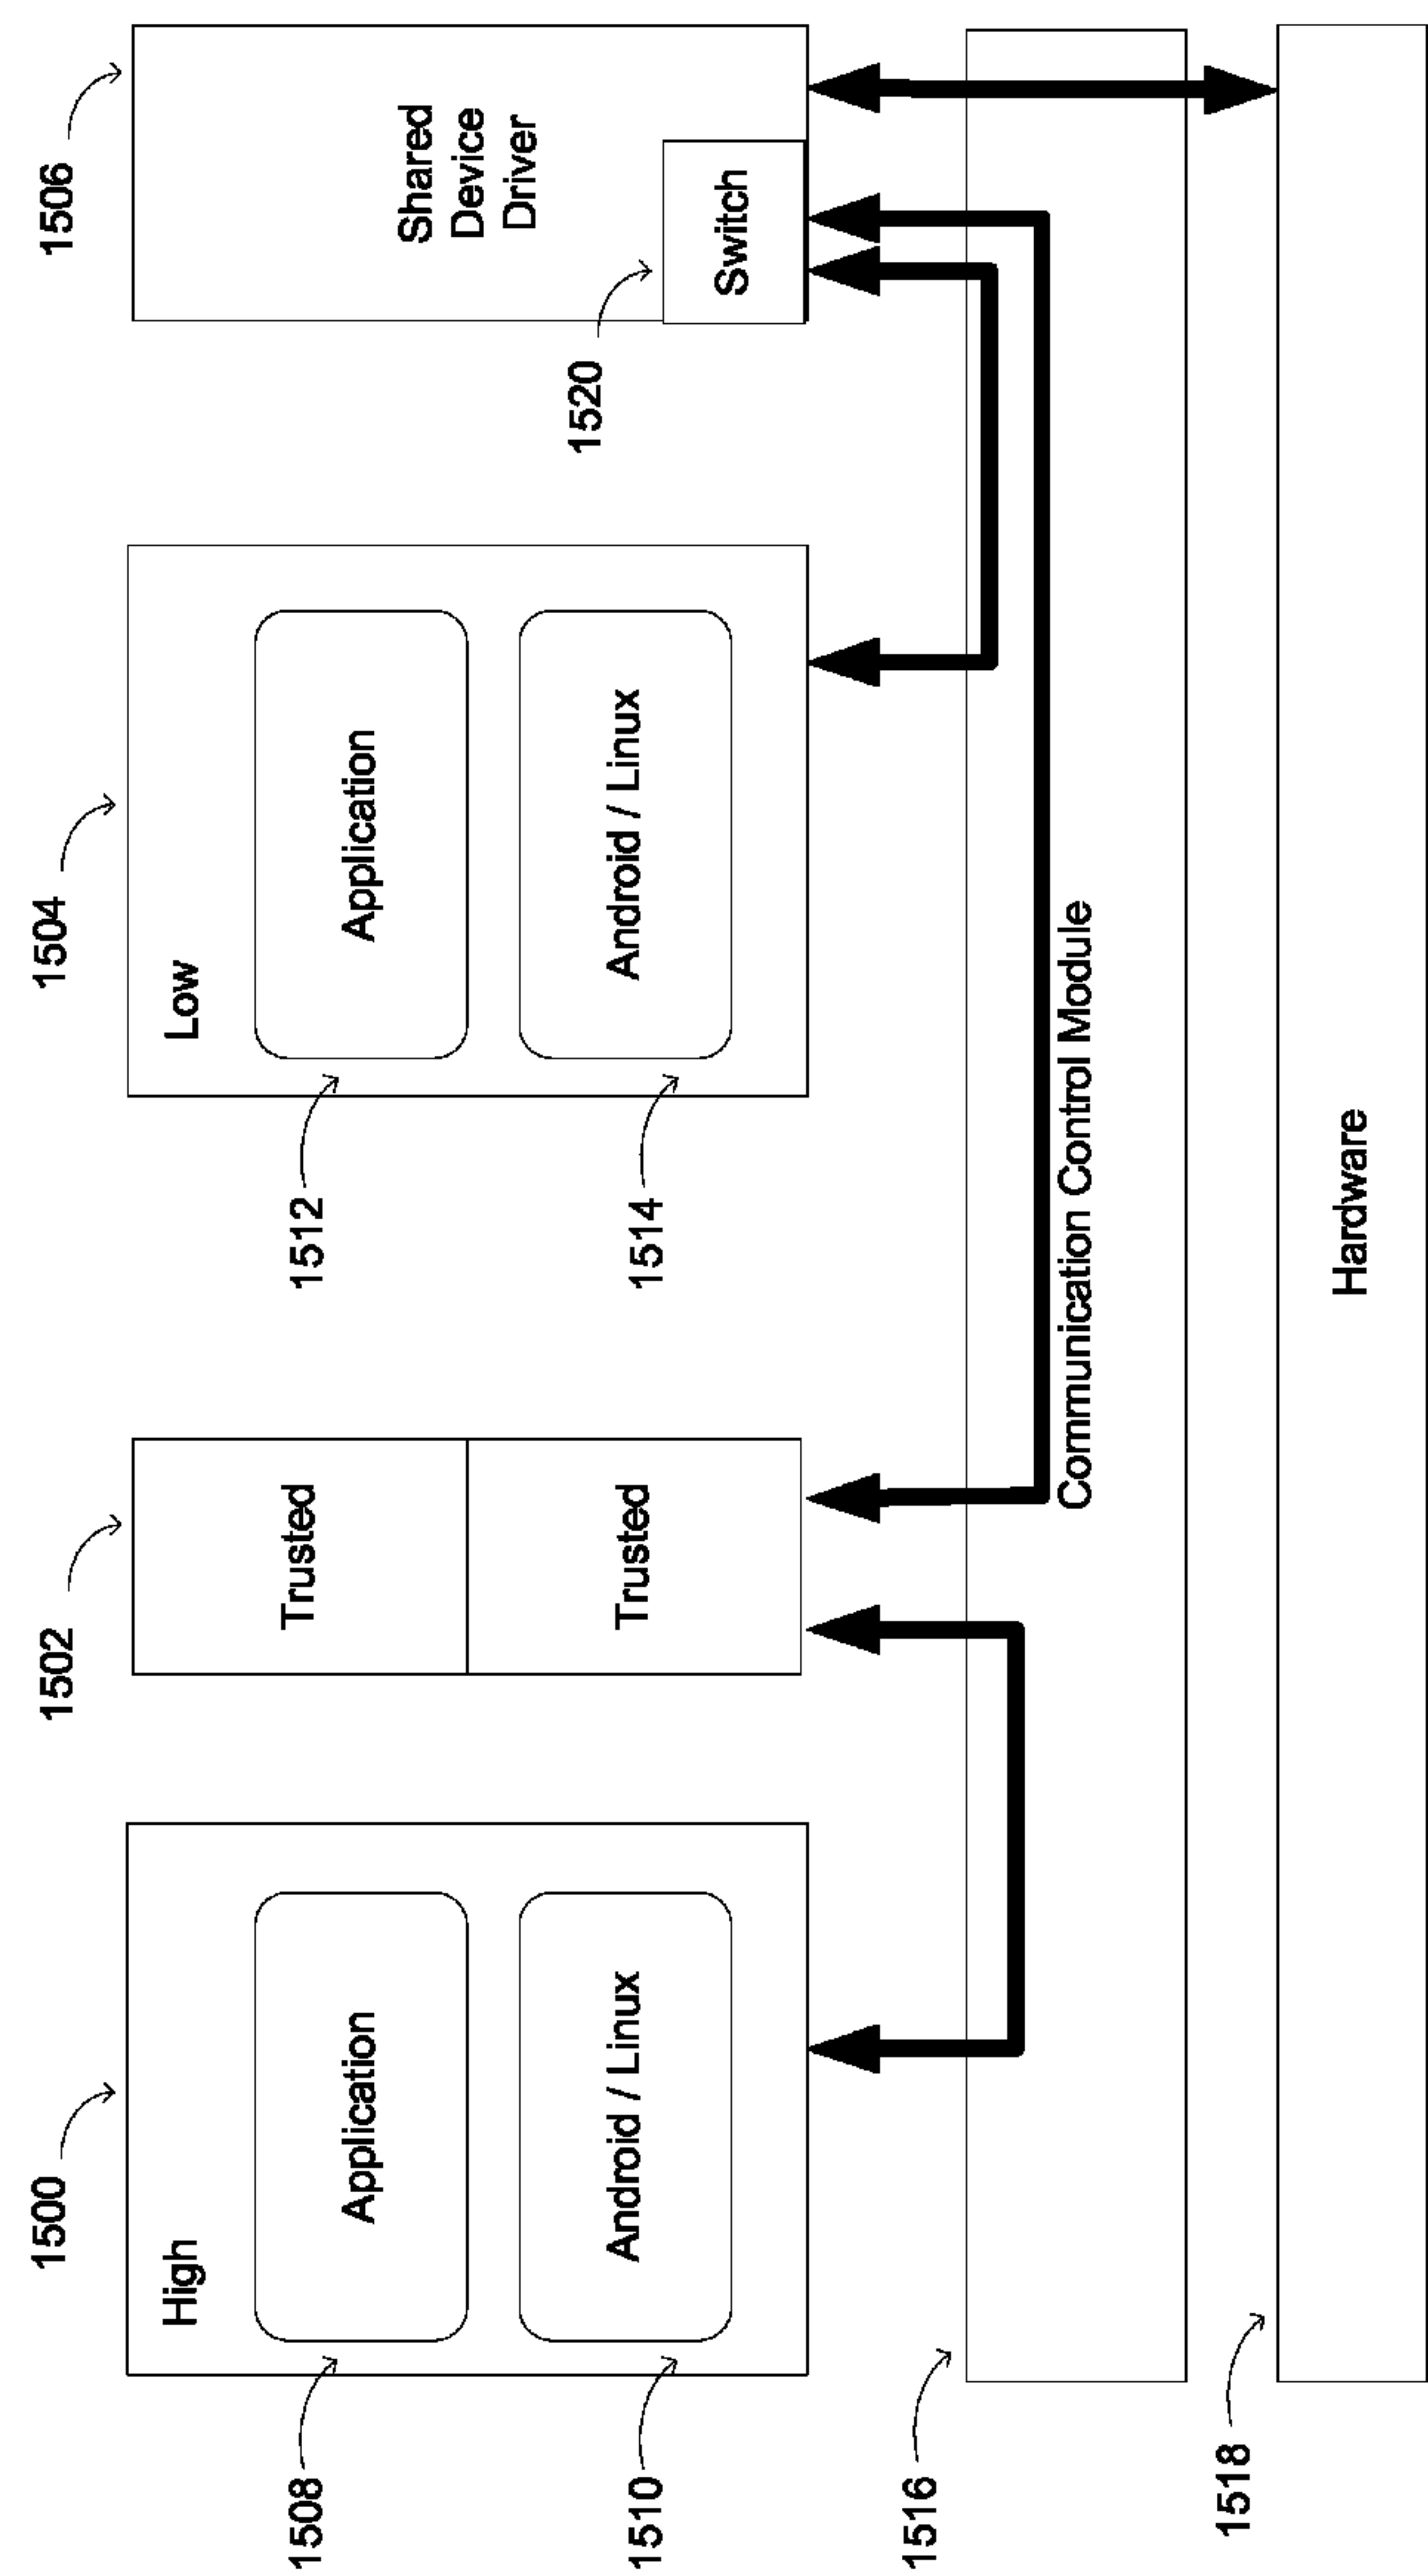 1500
1502
1504
1506
High
Low
Application
Trusted
Application
Shared
Device
Driver
1508
1512
1520
Android / Linux
Trusted
Android / Linux
Switch
1510
1514
1516
Communication Control Module
1518
Hardware